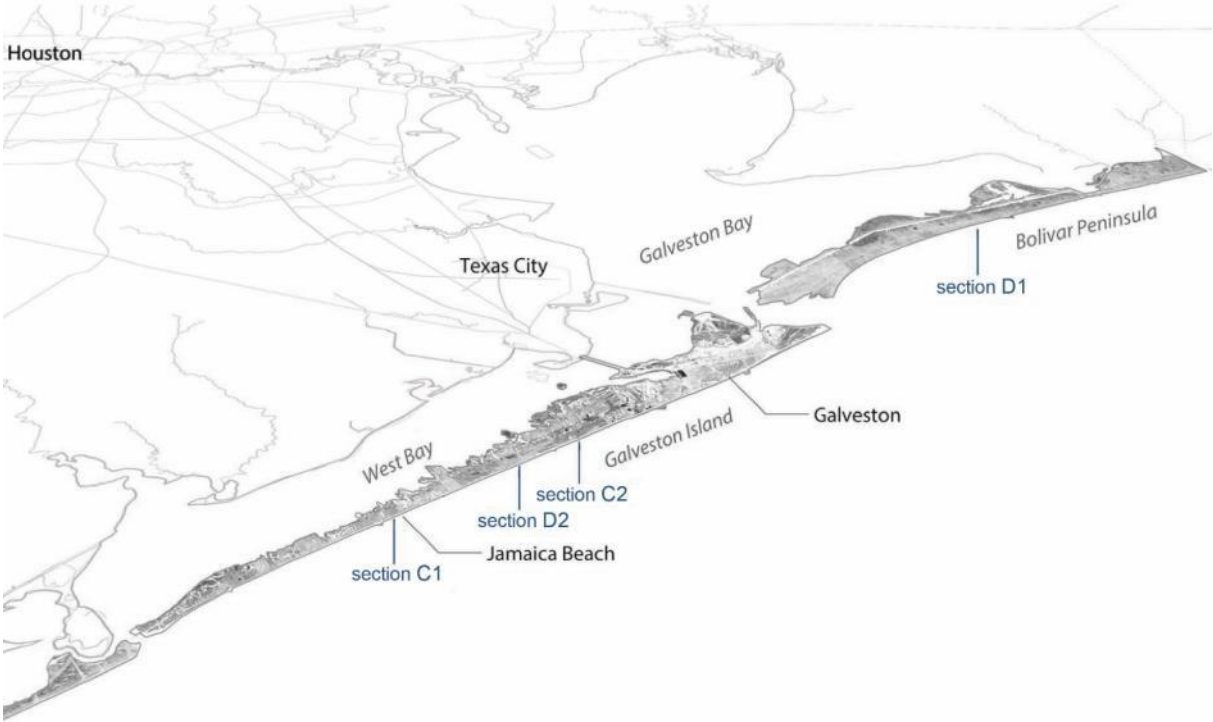 Houston
Galveston Bay
Bolivar Peninsula
Texas City
section D1
Galveston
Galveston Island
West Bay
section C2
section D2
Jamaica Beach
section C1